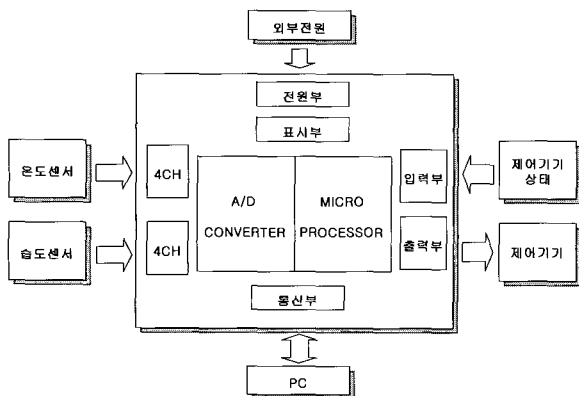 외부전원
전원부
표시부
온도센서
4CH
A/D
CONVERTER
MICRO
PROCESSOR
입력부
제어기기
상태
습도센서
4CH
출력부
제어기기
통신부
PC